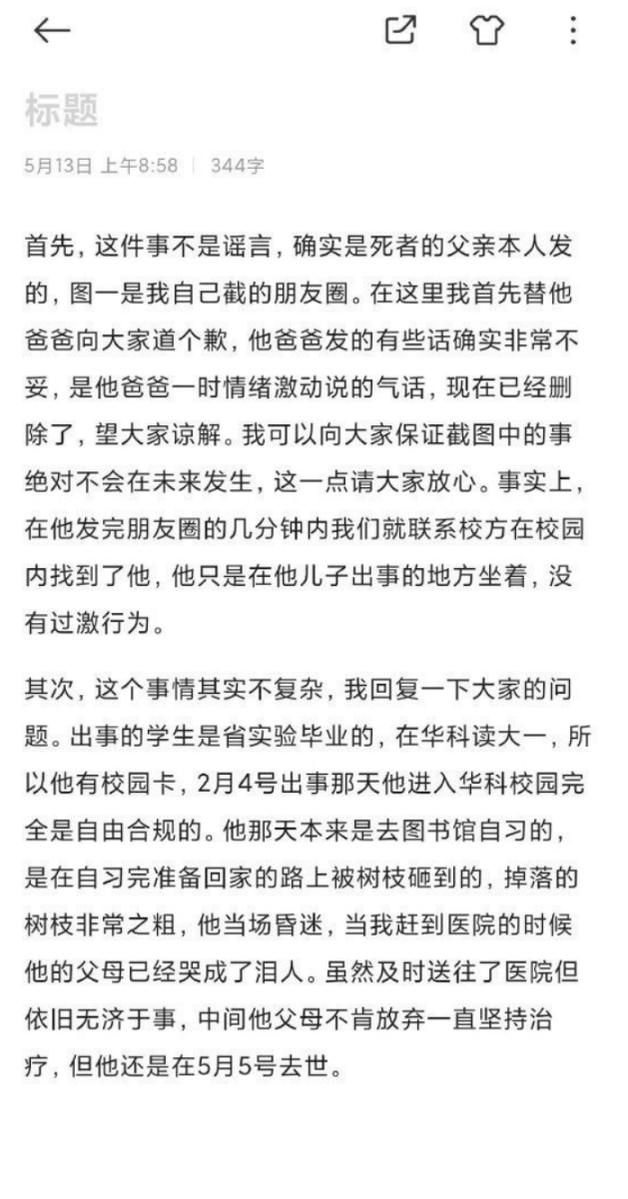 标题
5月13日 上午8:58 | 344字
首先，这件事不是谣言，确实是死者的父亲本人发
的，图一是我自己截的朋友圈。在这里我首先替他
爸爸向大家道个歉，他爸爸发的有些话确实非常不
妥，是他爸爸一时情绪激动说的气话，现在已经删
除了，望大家谅解。我可以向大家保证截图中的事
绝对不会在未来发生，这一点请大家放心。事实上，
在他发完朋友圈的几分钟内我们就联系校方在校园
内找到了他，他只是在他儿子出事的地方坐着，没
有过激行为。
其次，这个事情其实不复杂，我回复一下大家的问
题。出事的学生是省实验毕业的，在华科读大一，所
以他有校园卡，2月4号出事那天他进入华科校园完
全是自由合规的。他那天本来是去图书馆自习的，
是在自习完准备回家的路上被树枝砸到的，掉落的
树枝非常之粗，他当场昏迷，当我赶到医院的时候
他的父母已经哭成了泪人。虽然及时送往了医院但
依旧无济于事，中间他父母不肯放弃一直坚持治
疗，但他还是在5月5号去世。